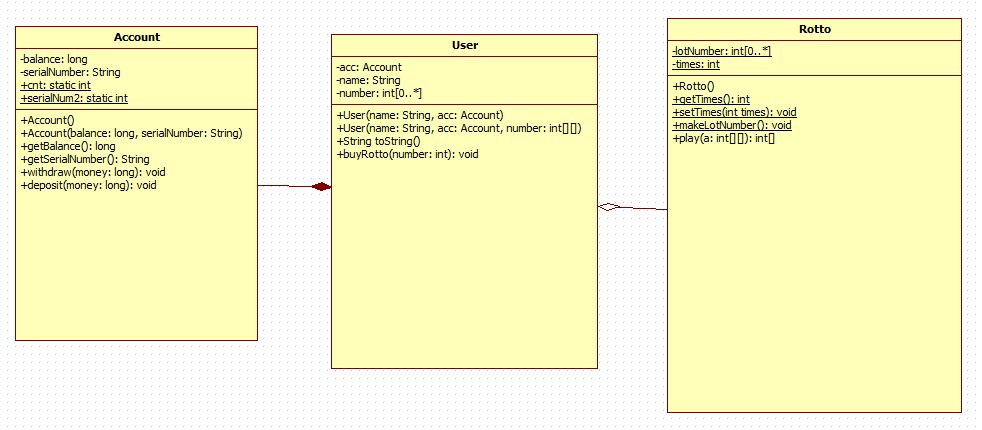 Account
-balance: long
-serialNumber: String
+cnt: static int
+serialNum2: static int
+Account()
+Account(balance: long, serialNumber: String)
+getBalance(): long
+getSerialNumber(): String
+withdraw(money: long): void
+deposit(money: long): void
User
-acc: Account
-name: String
-number: int[0..*]
+User(name: String, acc: Account)
+User(name: String, acc: Account, number: int[][])
+String toString()
+buyRotto(number: int): void
Rotto
-lotNumber: int[0..*]
-times: int
+Rotto()
+getTimes(): int
+setTimes(int times): void
+makeLotNumber(): void
+play(a: int[][]): int[]